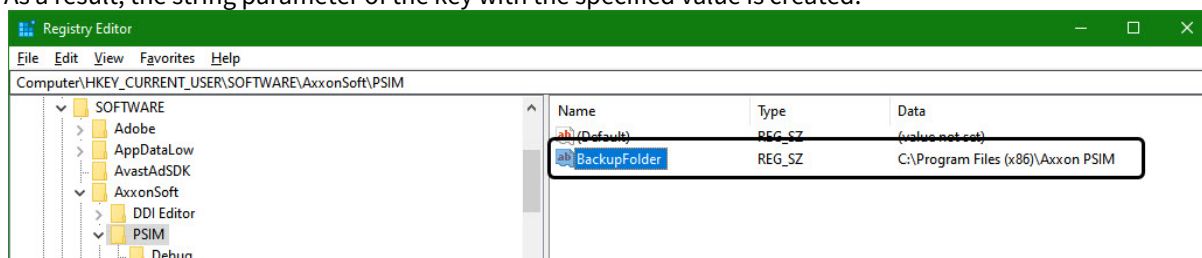 As a result, the string parameter of the key with the specified value is created.
Registry Editor
File Edit View Favorites Help
Computer\HKEY_CURRENT_USER\SOFTWARE\AxxonSoft\PSIM
SOFTWARE
Adobe
AppDataLow
AvastAdSDK
AxxonSoft
DDI Editor
PSIM
Debug
Name Type Data
(Default) REG_SZ (value not set)
BackupFolder REG_SZ C:\Program Files (x86)\Axxon PSIM